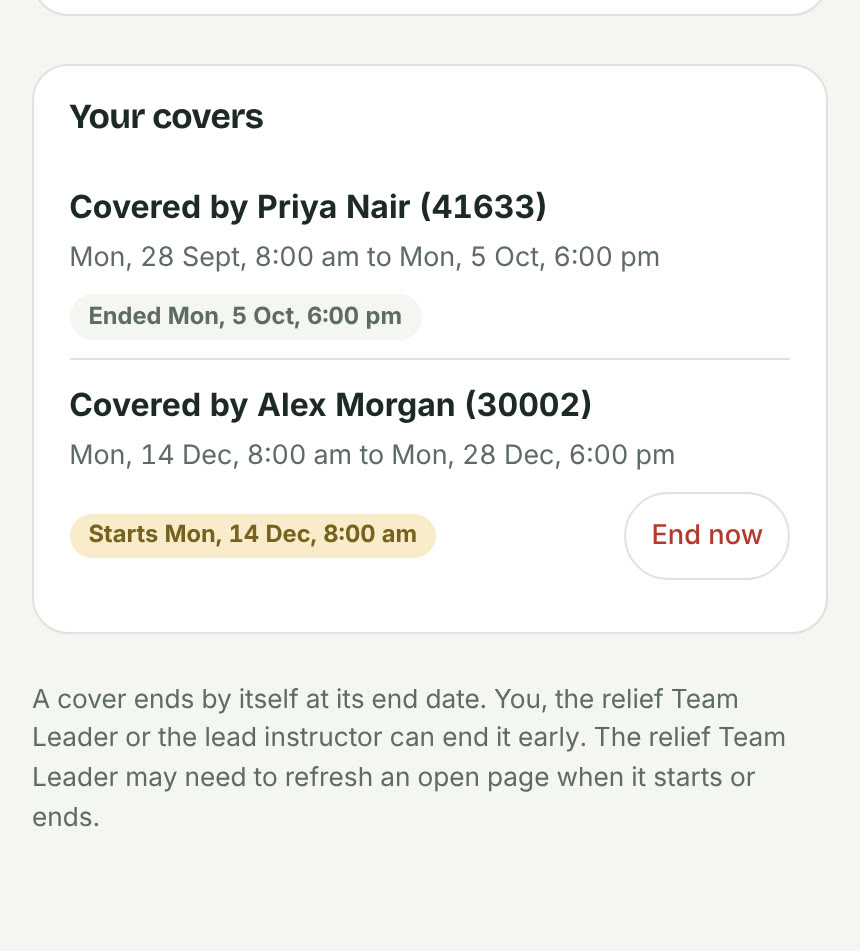 Your covers
Covered by Priya Nair (41633)
Mon, 28 Sept, 8:00 am to Mon, 5 Oct, 6:00 pm
Ended Mon, 5 Oct, 6:00 pm
Covered by Alex Morgan (30002)
Mon, 14 Dec, 8:00 am to Mon, 28 Dec, 6:00 pm
Starts Mon, 14 Dec, 8:00 am
End now
A cover ends by itself at its end date. You, the relief Team
Leader or the lead instructor can end it early. The relief Team
Leader may need to refresh an open page when it starts or
ends.